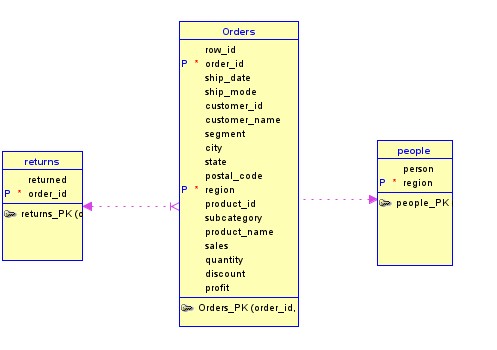 Orders
row_id
P * order_id
ship_date
ship_mode
customer_id
customer_name
segment
city
state
postal_code
P * region
product_id
subcategory
product_name
sales
quantity
discount
profit
Orders_PK (order_id,
returns
returned
P * order_id
returns_PK (o
people
person
P * region
people_PK